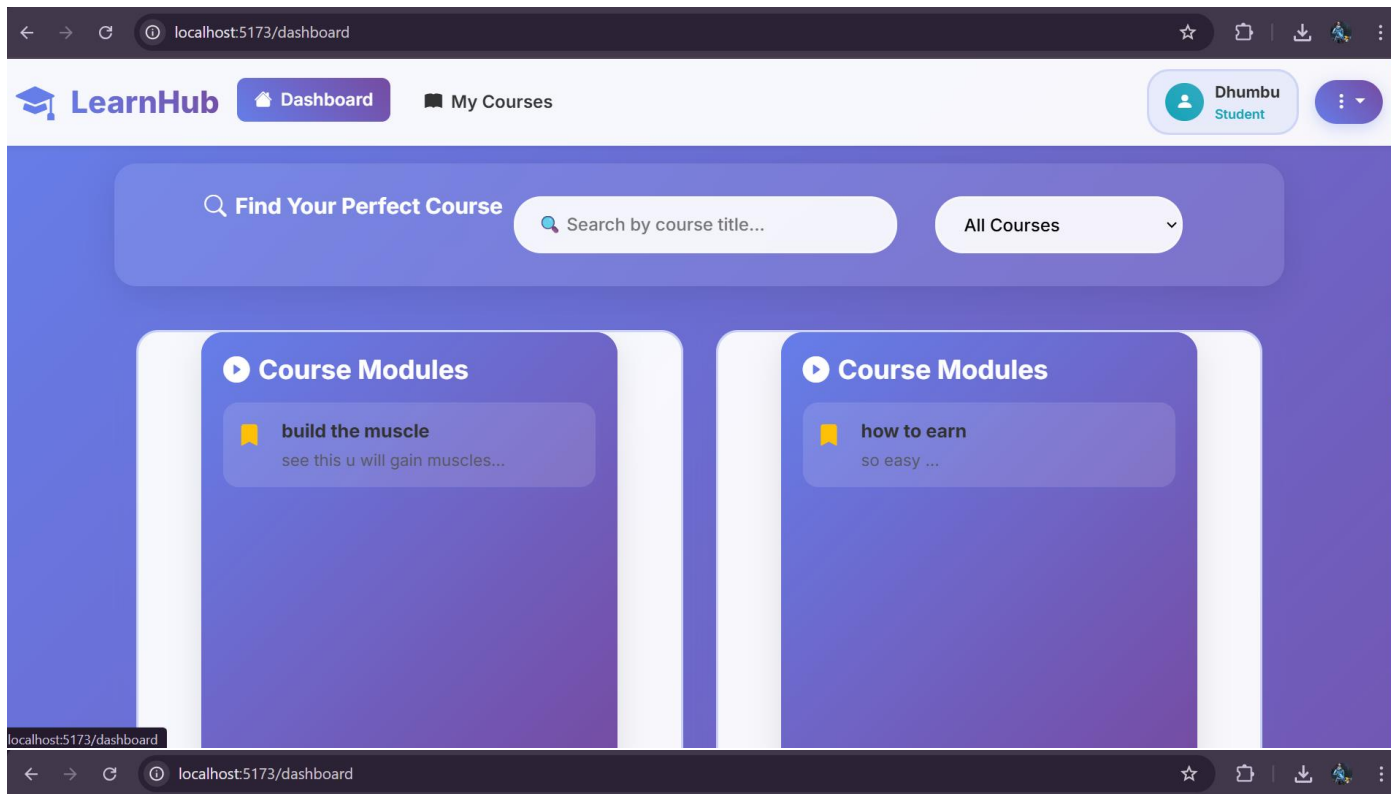 localhost:5173/dashboard
LearnHub Dashboard My Courses Dhumbu
Student
Find Your Perfect Course
Search by course title... All Courses
Course Modules
build the muscle
see this u will gain muscles...
Course Modules
how to earn
so easy ...
localhost:5173/dashboard
localhost:5173/dashboard